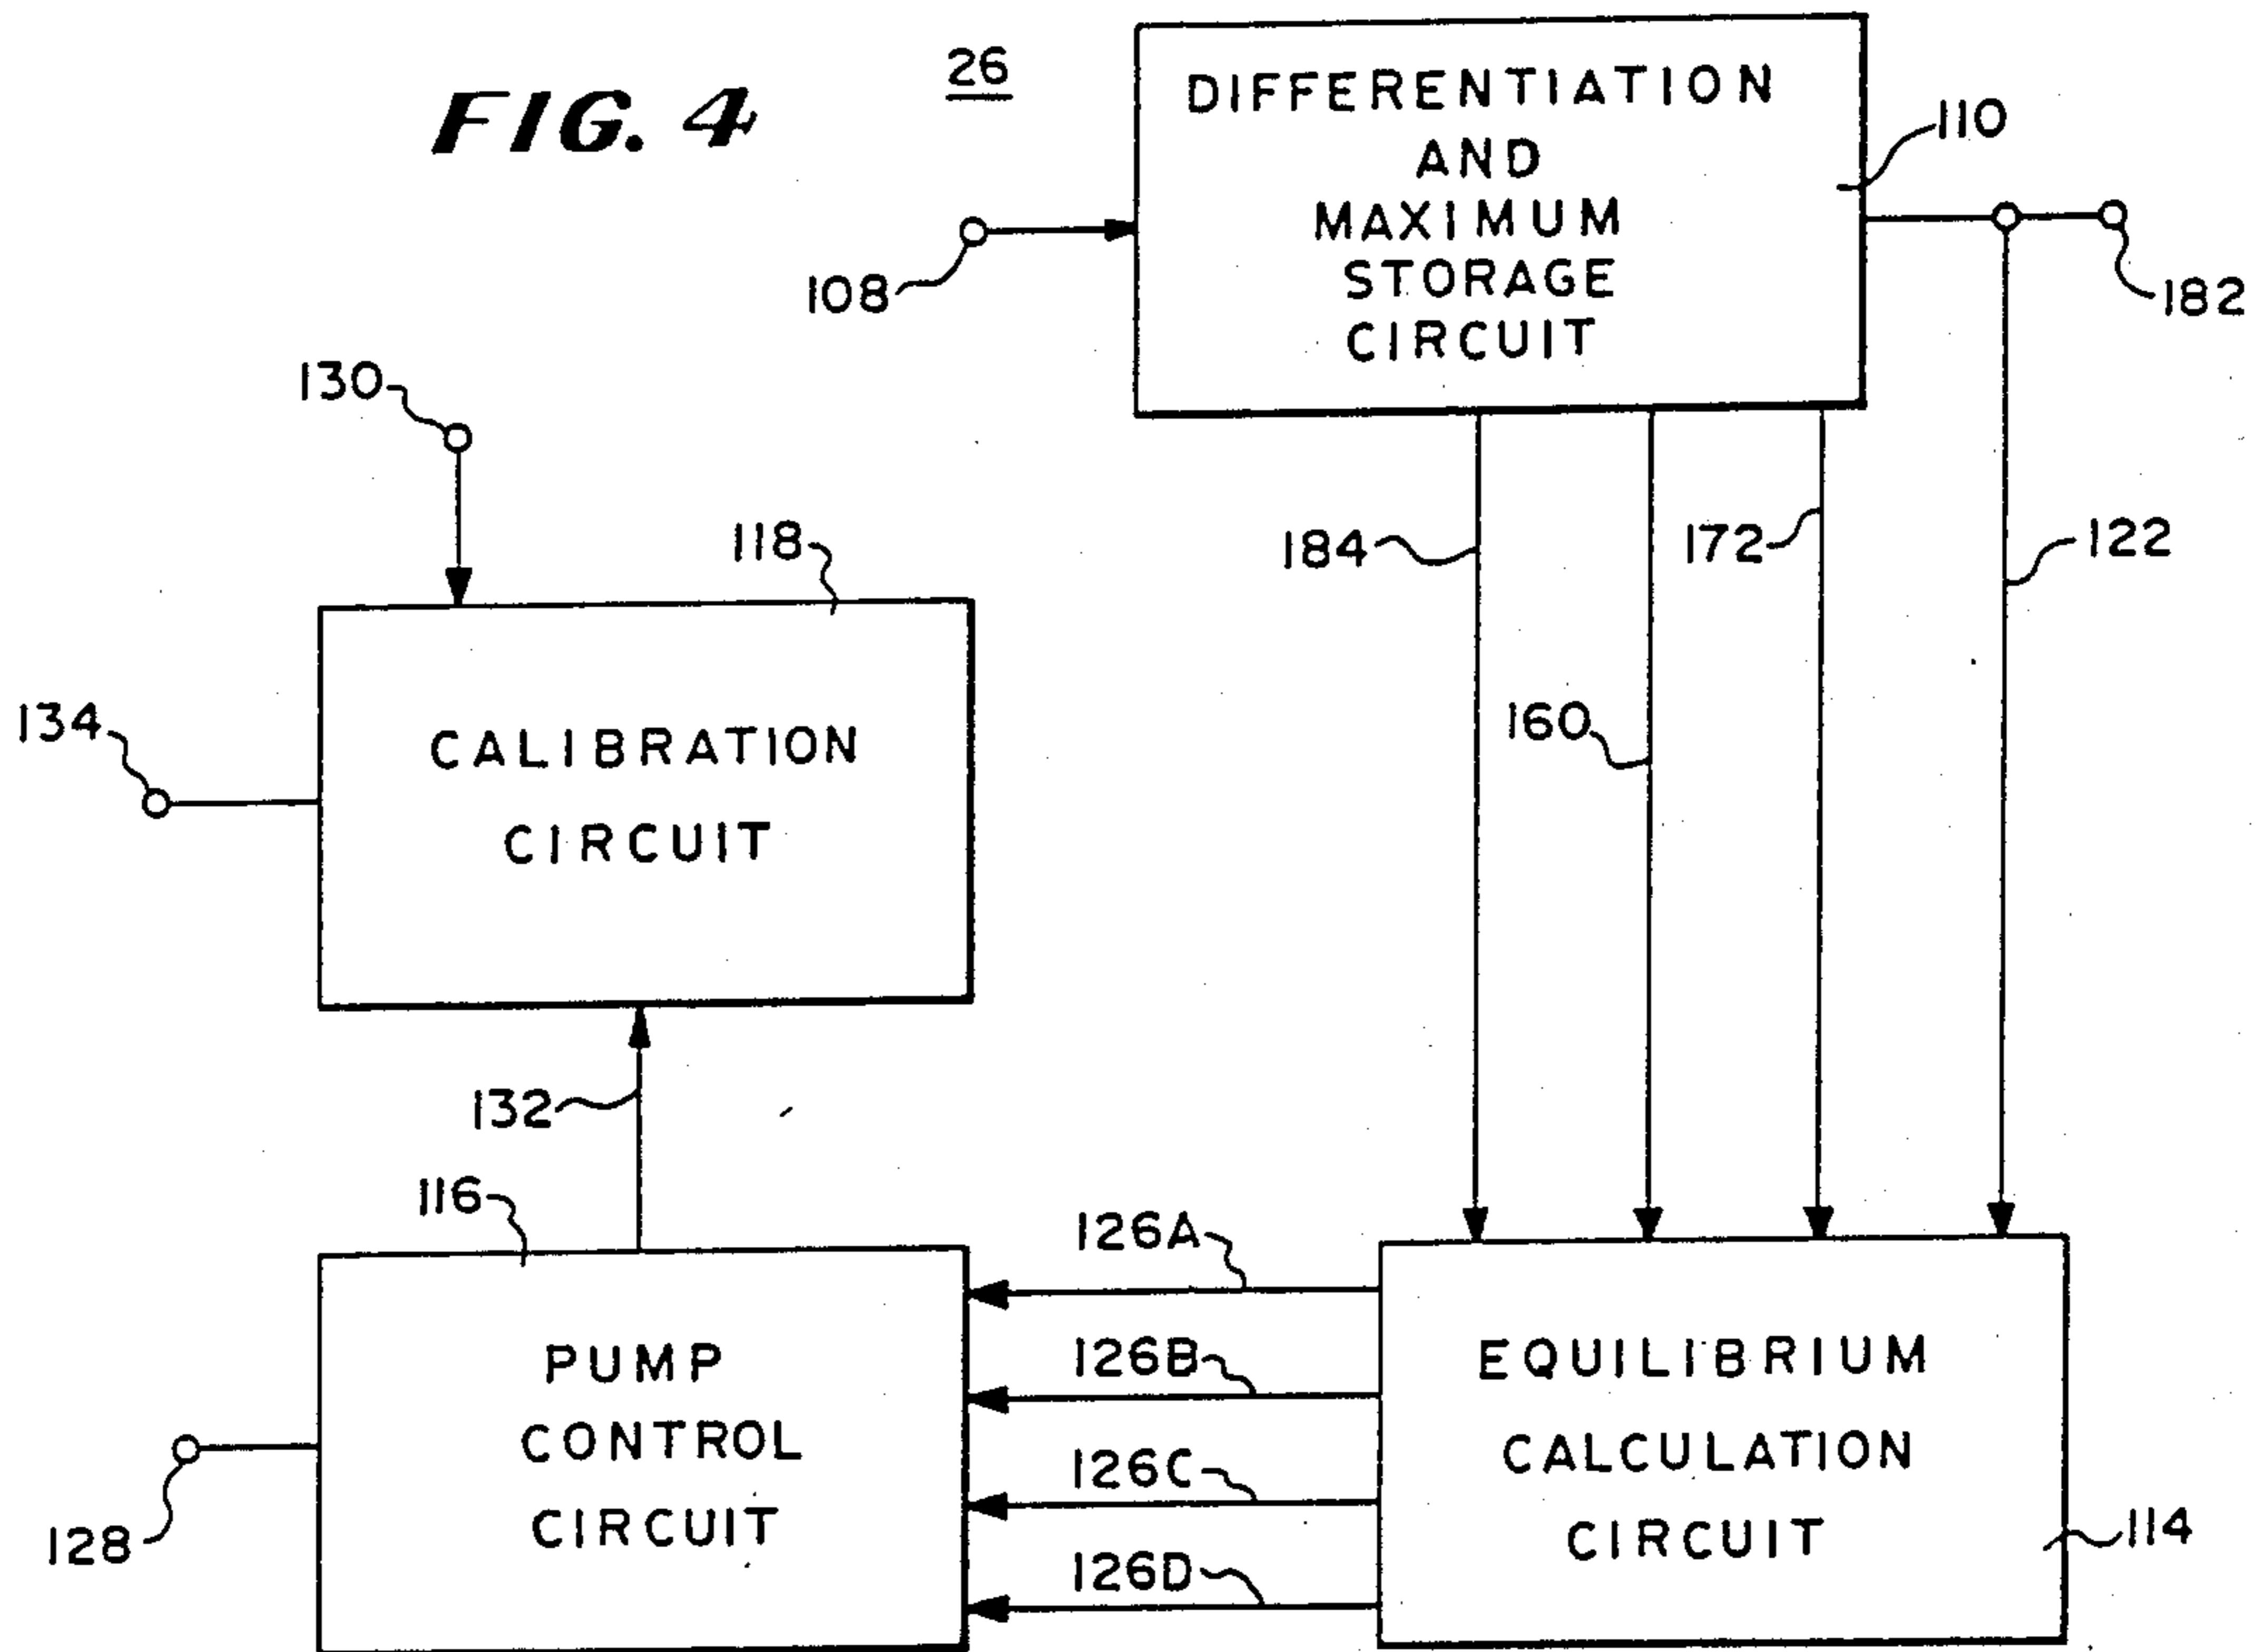 FIG. 4
26
DIFFERENTIATION
AND
MAXIMUM
STORAGE
CIRCUIT
110
108
182
130
118
184
172
122
134
160
CALIBRATION
CIRCUIT
132
116
126A
126B
126C
126D
PUMP
CONTROL
CIRCUIT
128
EQUILIBRIUM
CALCULATION
CIRCUIT
114